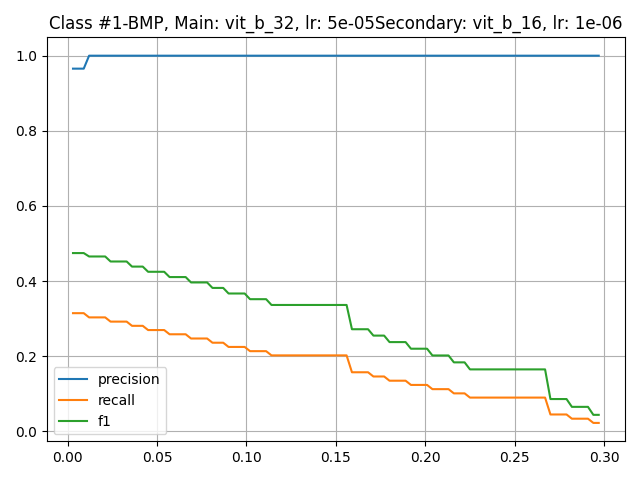 Class #1-BMP, Main: vit_b_32, lr: 5e-05Secondary: vit_b_16, lr: 1e-06
1.0
0.8
0.6
0.4
0.2
0.0
precision
recall
f1
0.00 0.05 0.10 0.15 0.20 0.25 0.30